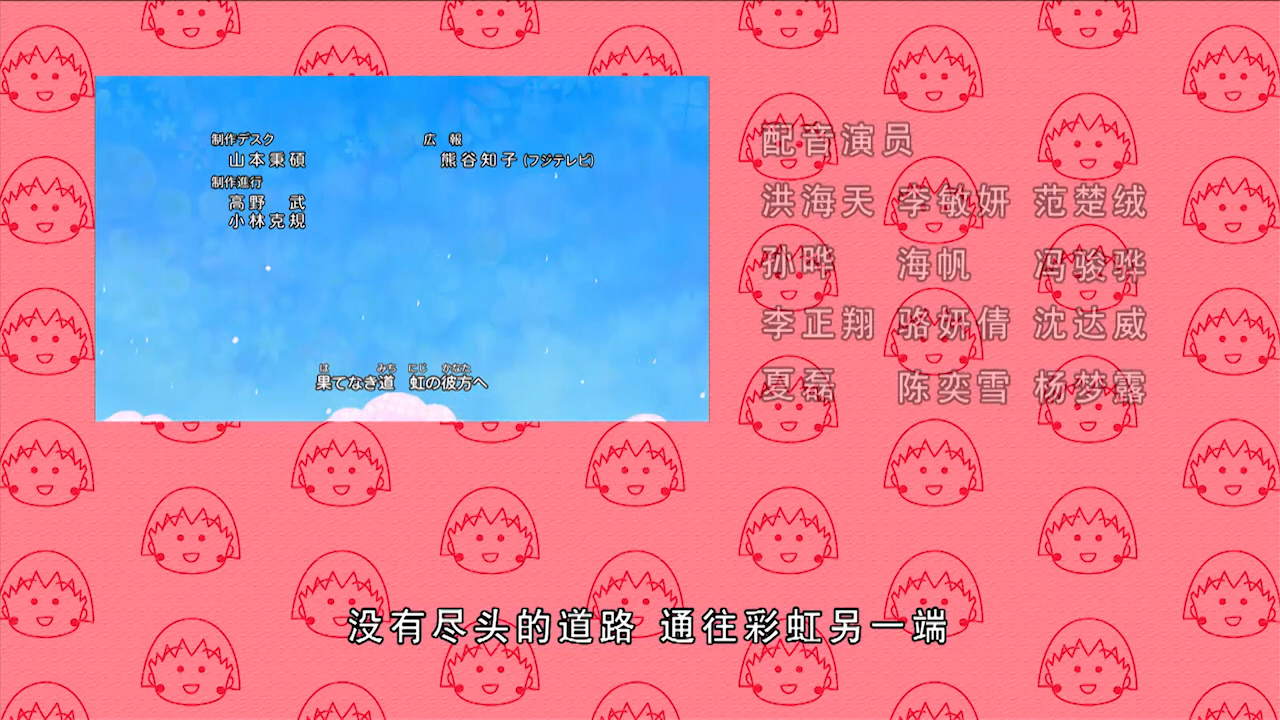 制作デスク
山本秉碩
制作進行
高野 武
小林克規
広 報
熊谷知子(フジテレビ)
は みち にじ かなた
果てなき道 虹の彼方へ
配音演员
洪海天 李敏妍 范楚绒
孙晔 海帆 冯骏骅
李正翔 骆妍倩 沈达威
夏磊 陈奕雪 杨梦露
没有尽头的道路 通往彩虹另一端